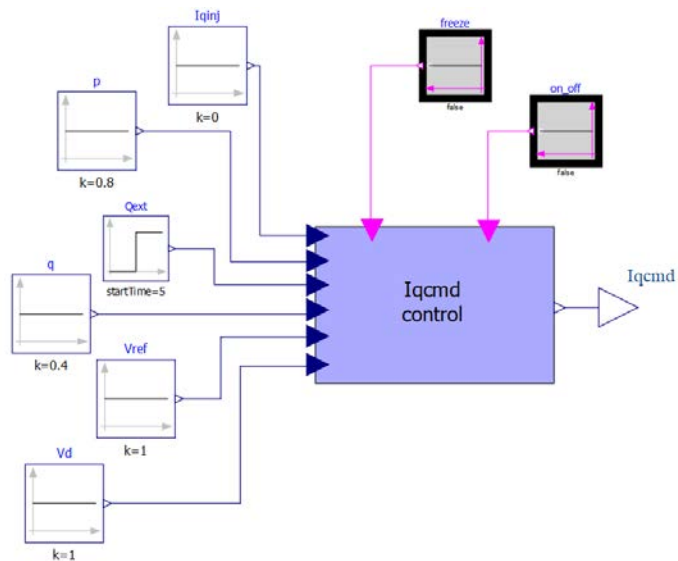 Iqinj
k=0
freeze
false
on_off
false
p
k=0.8
Qext
startTime=5
q
k=0.4
Vref
k=1
Vd
k=1
Iqcmd
control
Iqcmd